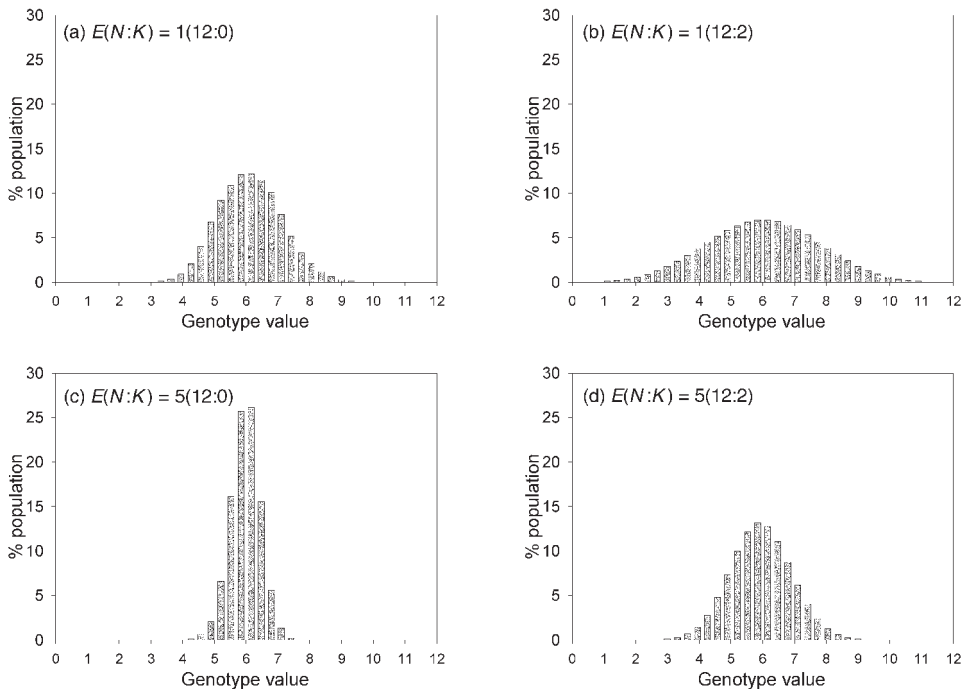 (a) E(N:K) = 1(12:0)
30
25
20
15
10
5
0
% population
0 1 2 3 4 5 6 7 8 9 10 11 12
Genotype value
(b) E(N:K) = 1(12:2)
30
25
20
15
10
5
0
% population
0 1 2 3 4 5 6 7 8 9 10 11 12
Genotype value
(c) E(N:K) = 5(12:0)
30
25
20
15
10
5
0
% population
0 1 2 3 4 5 6 7 8 9 10 11 12
Genotype value
(d) E(N:K) = 5(12:2)
30
25
20
15
10
5
0
% population
0 1 2 3 4 5 6 7 8 9 10 11 12
Genotype value